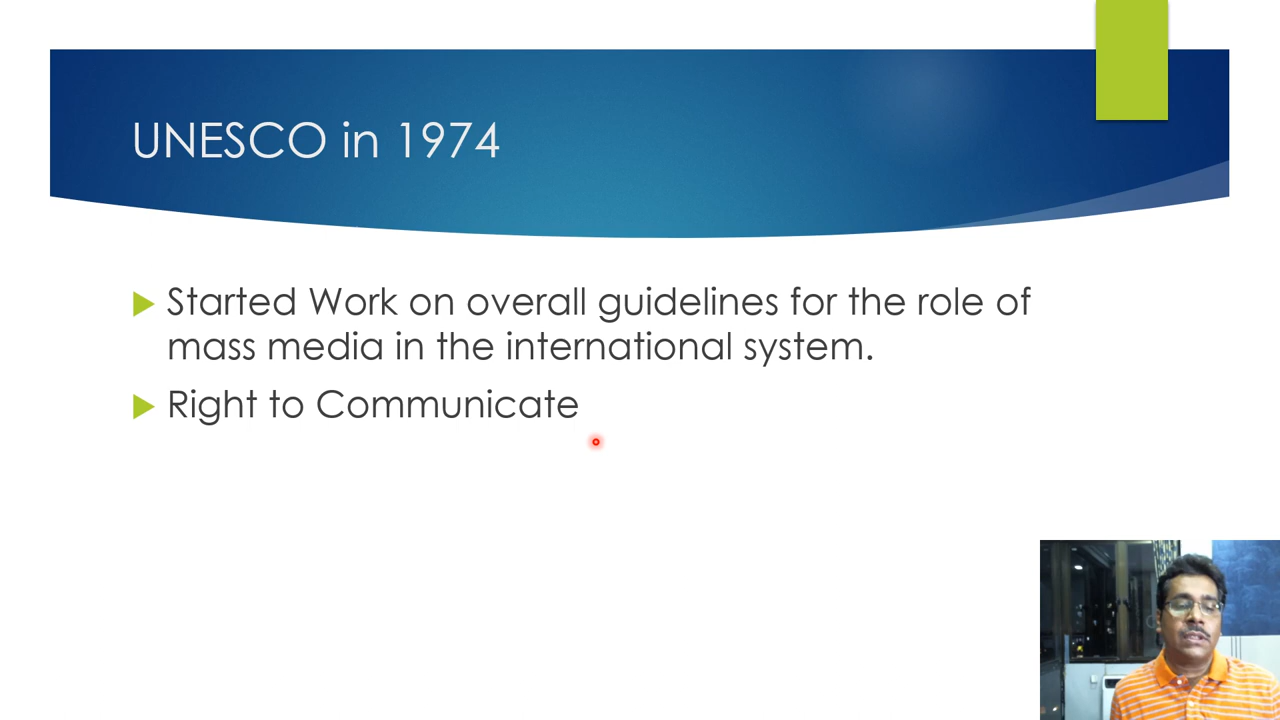 UNESCO in 1974
Started Work on overall guidelines for the role of
mass media in the international system.
Right to Communicate